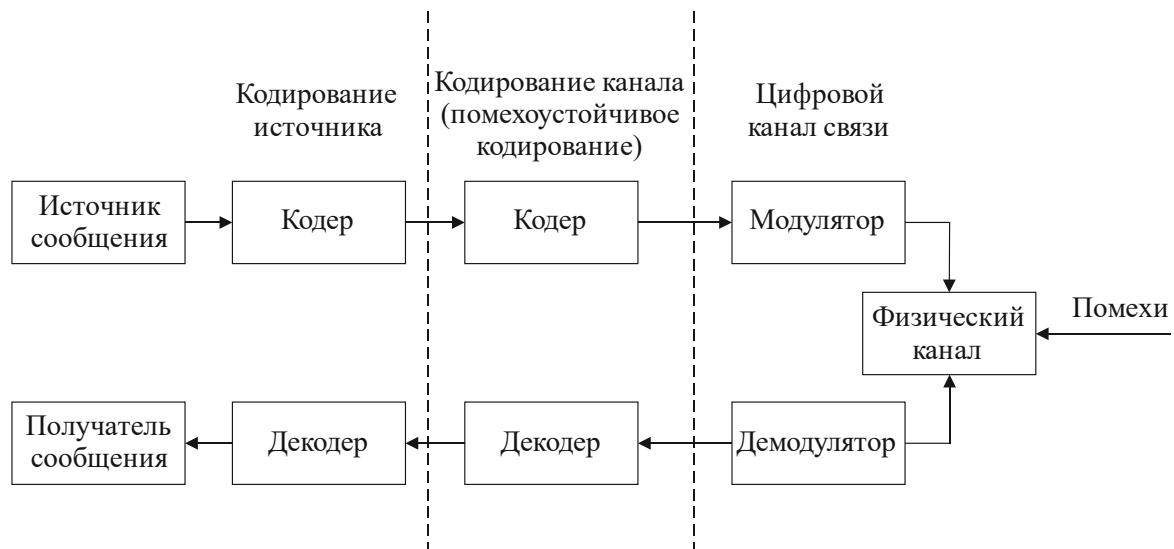 Кодирование
источника
Кодирование канала
(помехоустойчивое
кодирование)
Цифровой
канал связи
Источник
сообщения
Кодер
Кодер
Модулятор
Физический
канал
Помехи
Получатель
сообщения
Декодер
Декодер
Демодулятор